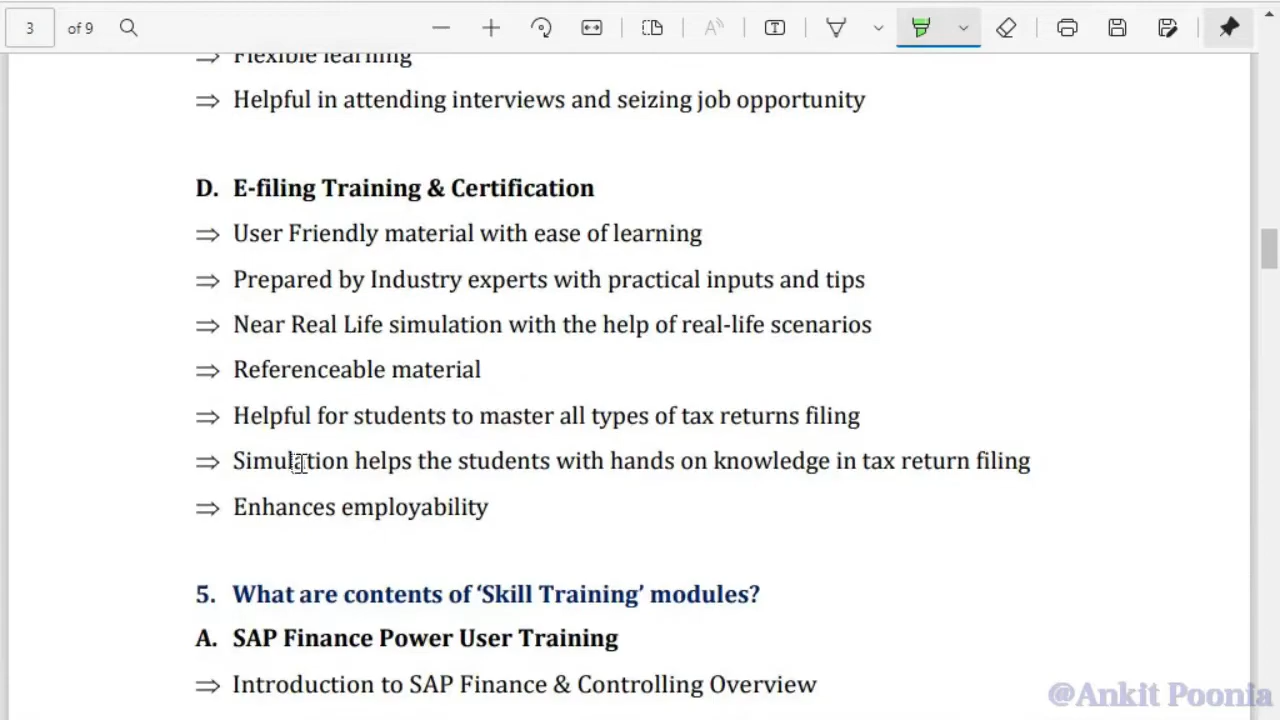 3 of 9
Flexible learning
⇒ Helpful in attending interviews and seizing job opportunity
D. E-filing Training & Certification
⇒ User Friendly material with ease of learning
⇒ Prepared by Industry experts with practical inputs and tips
⇒ Near Real Life simulation with the help of real-life scenarios
⇒ Referenceable material
⇒ Helpful for students to master all types of tax returns filing
⇒ Simulation helps the students with hands on knowledge in tax return filing
⇒ Enhances employability
5. What are contents of ‘Skill Training’ modules?
A. SAP Finance Power User Training
⇒ Introduction to SAP Finance & Controlling Overview
@Ankit Poonia